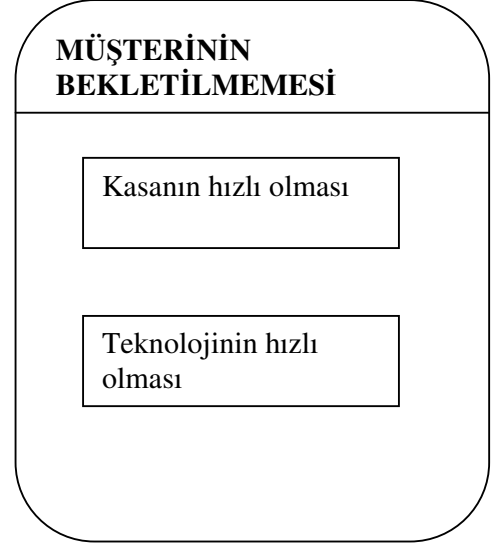 MÜŞTERİNİN
BEKLETİLMEMESİ
Kasanın hızlı olması
Teknolojinin hızlı
olması